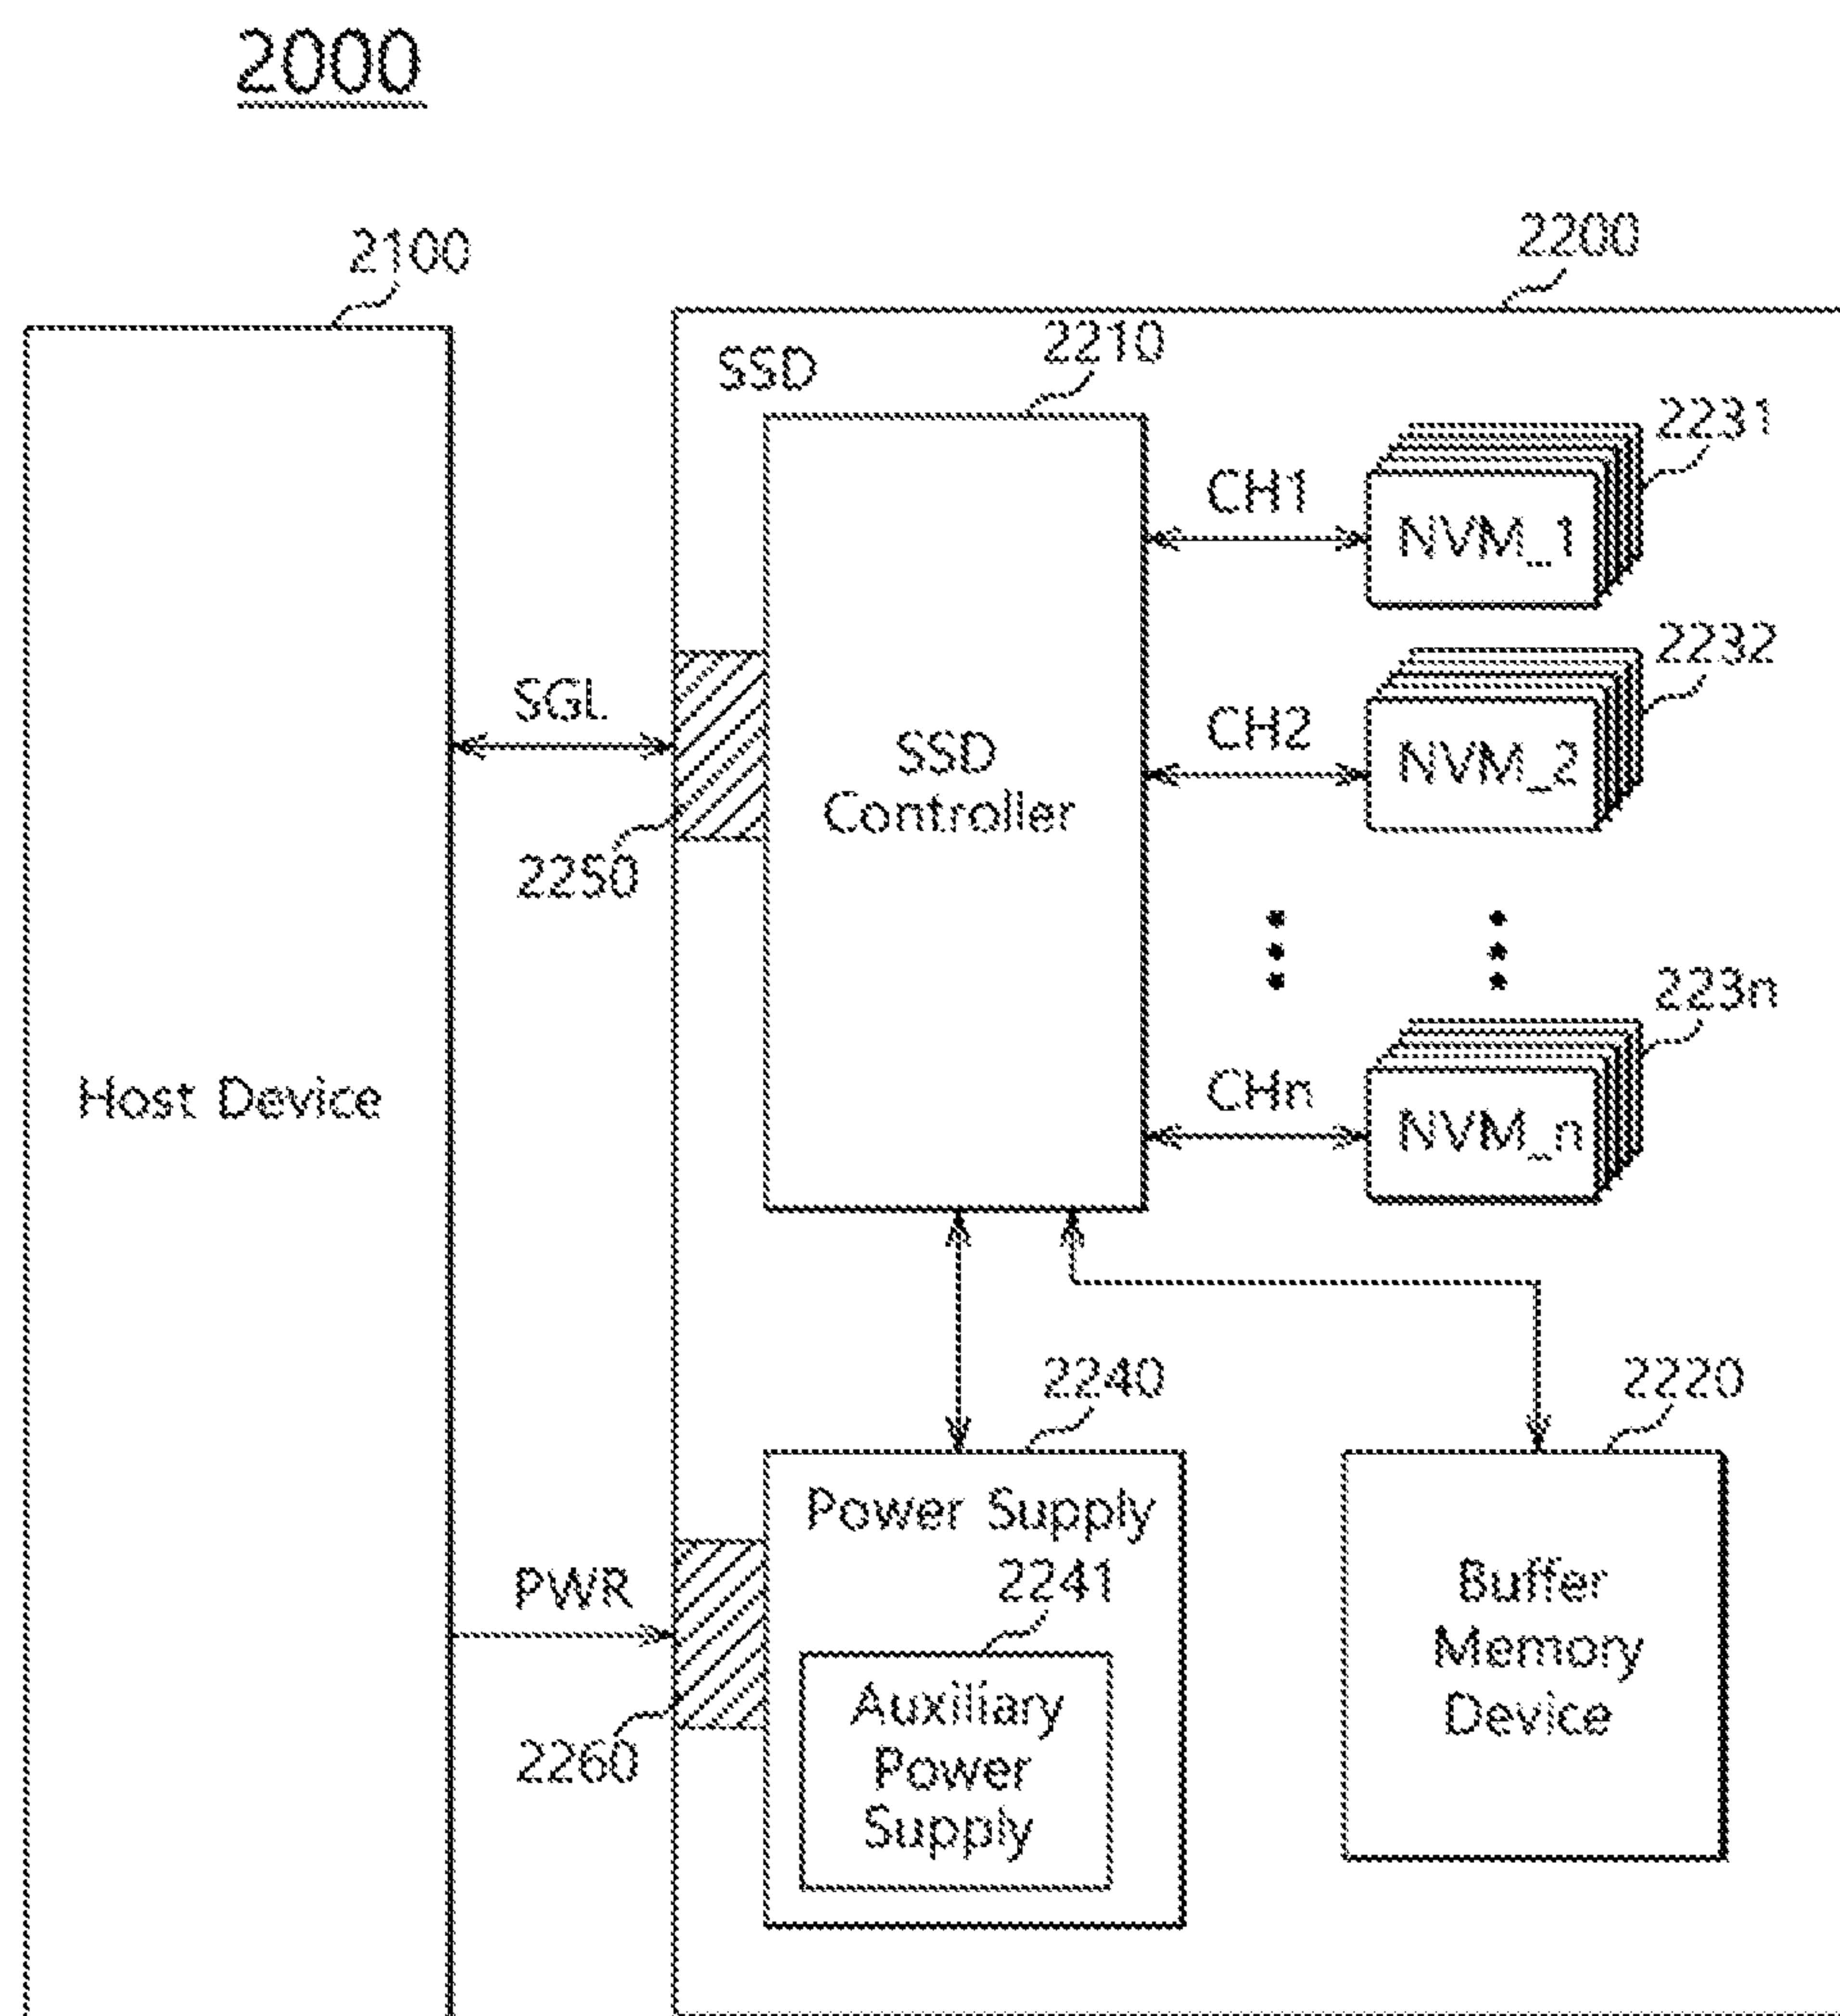 2000
2100
2200
SSD
2210
2231
CH1
NVM_1
2232
SGL
CH2
NVM_2
SSD
Controller
2250
223n
Host Device
CHn
NVM_n
2240
2220
Power Supply
2241
PWR
Buffer
Memory
Device
Auxiliary
Power
Supply
2260